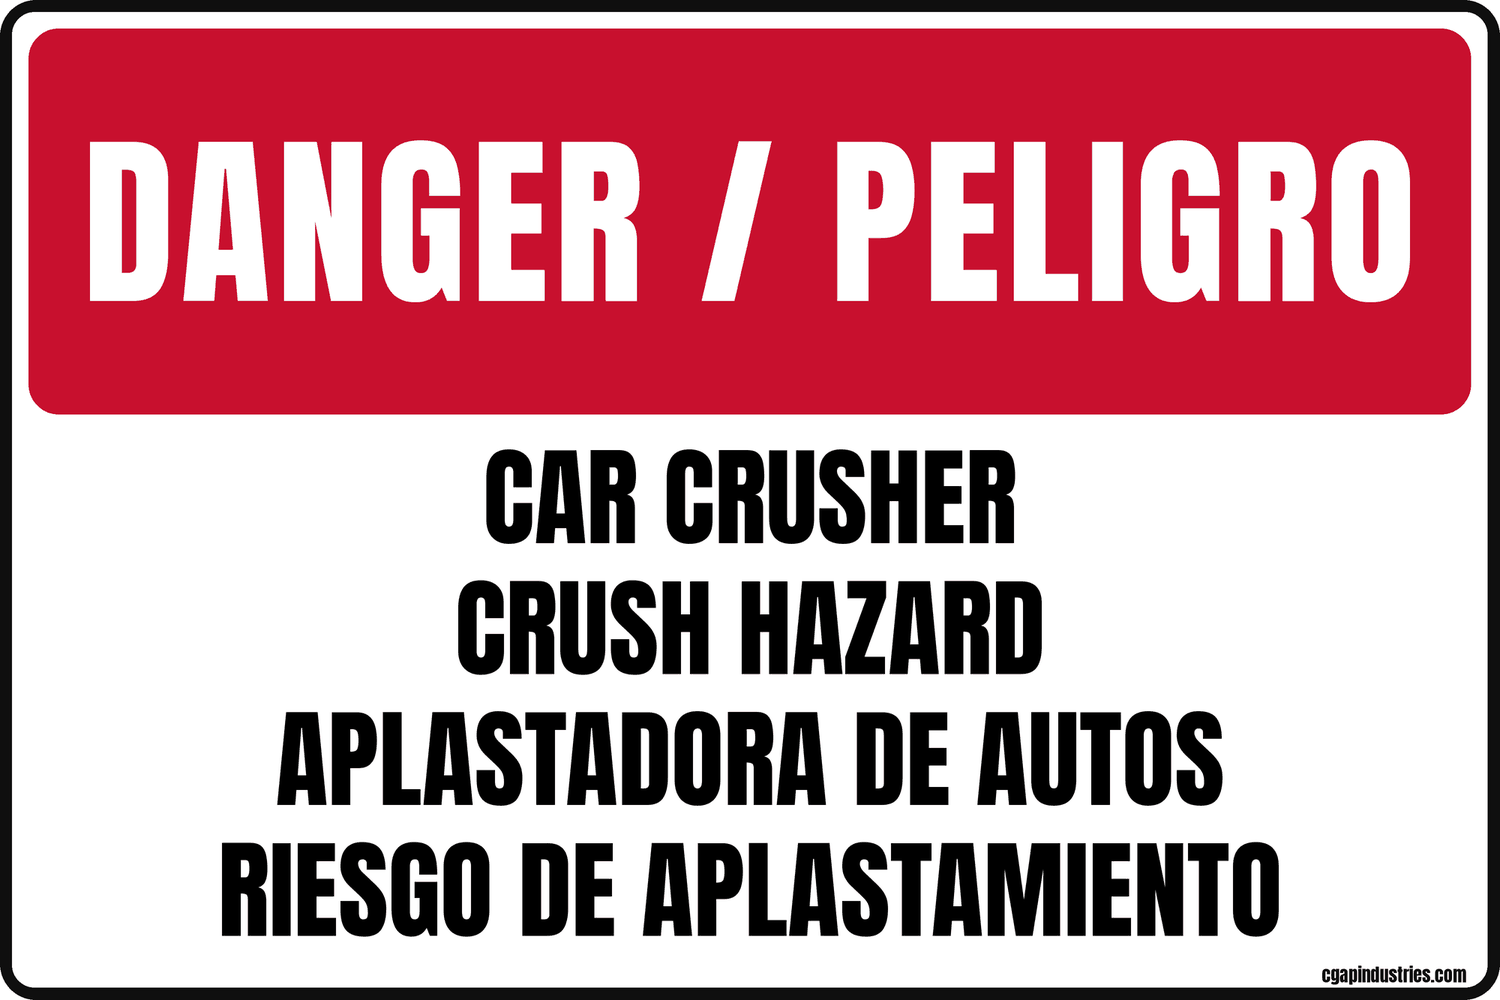 DANGER / PELIGRO
CAR CRUSHER
CRUSH HAZARD
APLASTADORA DE AUTOS
RIESGO DE APLASTAMIENTO
cgapindustries.com